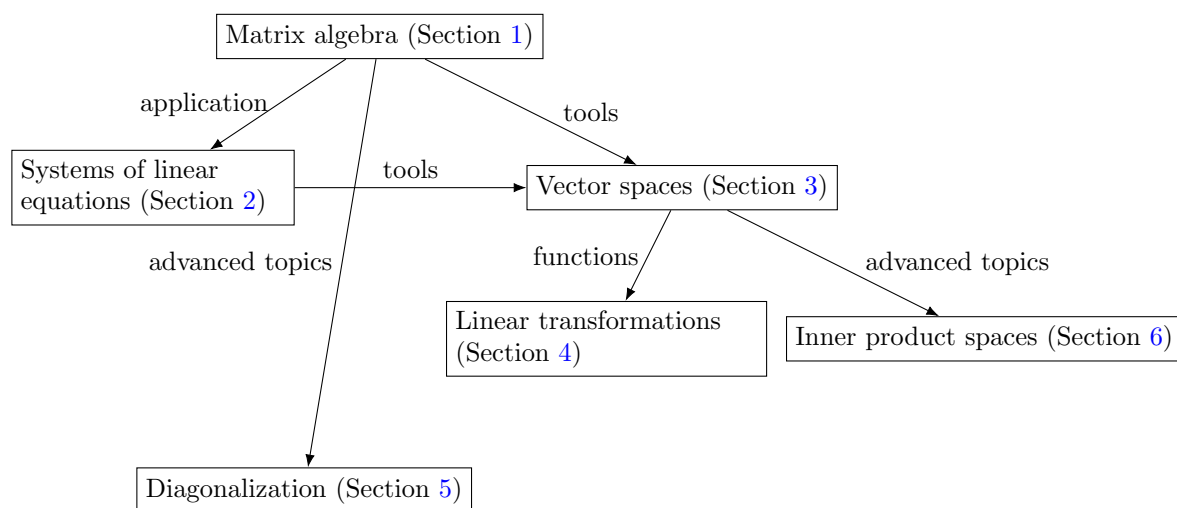 Matrix algebra (Section 1)
application
tools
Systems of linear
equations (Section 2)
tools
Vector spaces (Section 3)
advanced topics
functions
advanced topics
Linear transformations
(Section 4)
Inner product spaces (Section 6)
Diagonalization (Section 5)